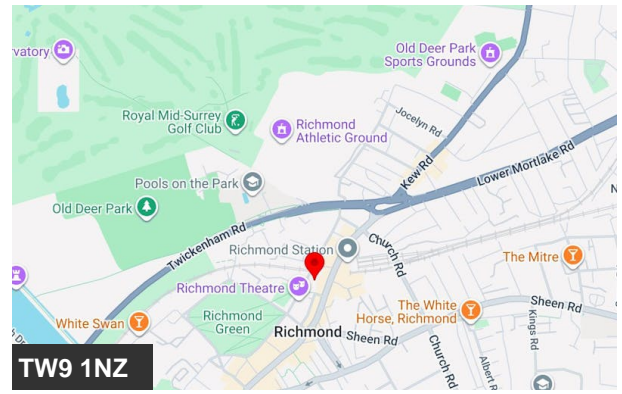 vatory
Old Deer Park
Sports Grounds
Jocelyn Rd
Royal Mid-Surrey
Golf Club
Richmond
Athletic Ground
Kew Rd
Lower Mortlake Rd
Pools on the Park
N
Old Deer Park
Twickenham Rd
Richmond Station
Church Rd
The Mitre
Richmond Theatre
Sheen Rd
The White
Horse, Richmond
White Swan
Richmond
Green
Richmond
Sheen Rd
Kings Rd
Church Rd
Albert R
TW9 1NZ